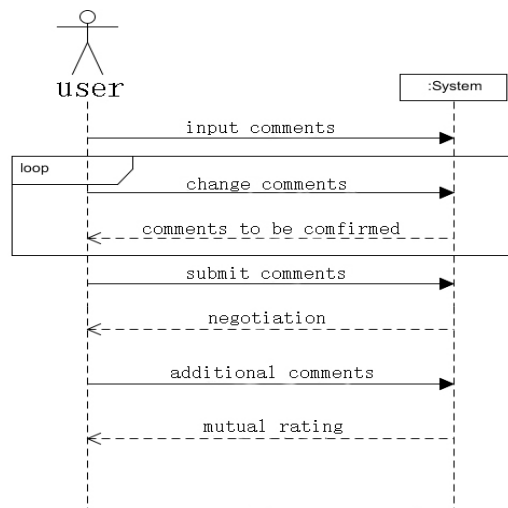 user
:System
input comments
loop
change comments
comments to be comfirmed
submit comments
negotiation
additional comments
mutual rating